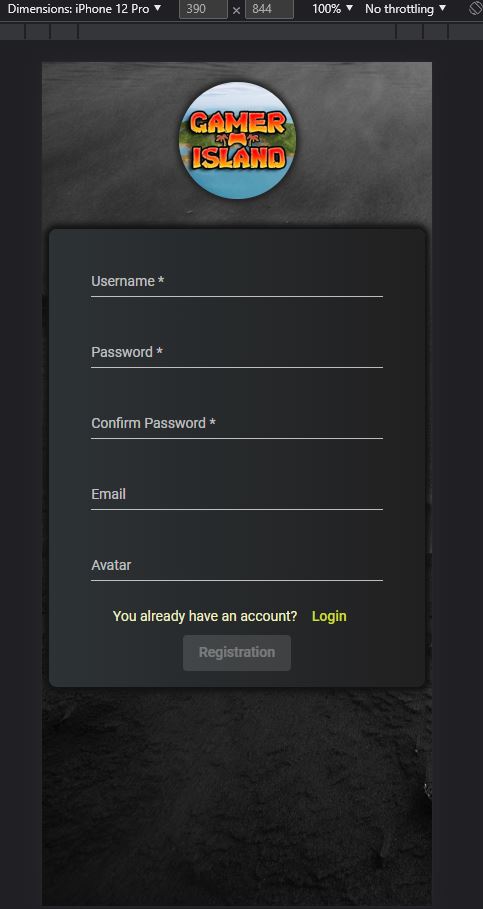 Dimensions: iPhone 12 Pro ▼ 390 × 844 100% ▼ No throttling ▼
GAMER
ISLAND
Username *
Password *
Confirm Password *
Email
Avatar
You already have an account? Login
Registration